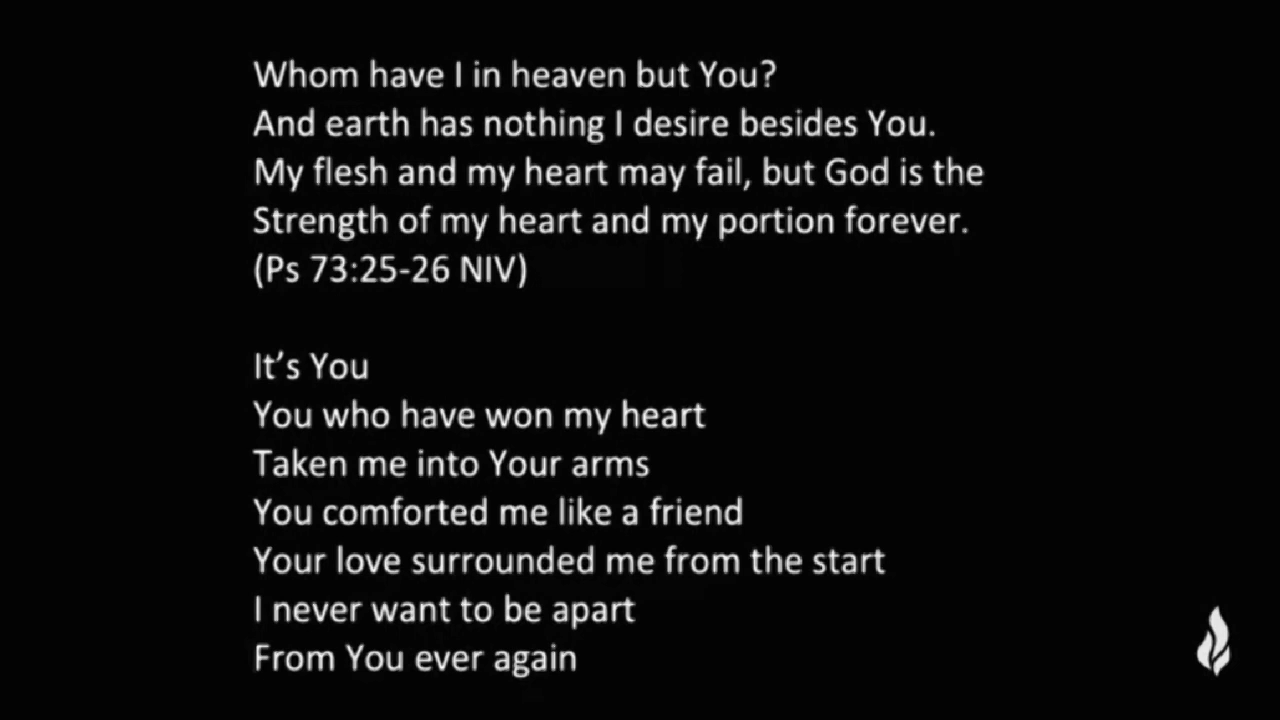 Whom have I in heaven but You?
And earth has nothing I desire besides You.
My flesh and my heart may fail, but God is the
Strength of my heart and my portion forever.
(Ps 73:25-26 NIV)
It's You
You who have won my heart
Taken me into Your arms
You comforted me like a friend
Your love surrounded me from the start
I never want to be apart
From You ever again